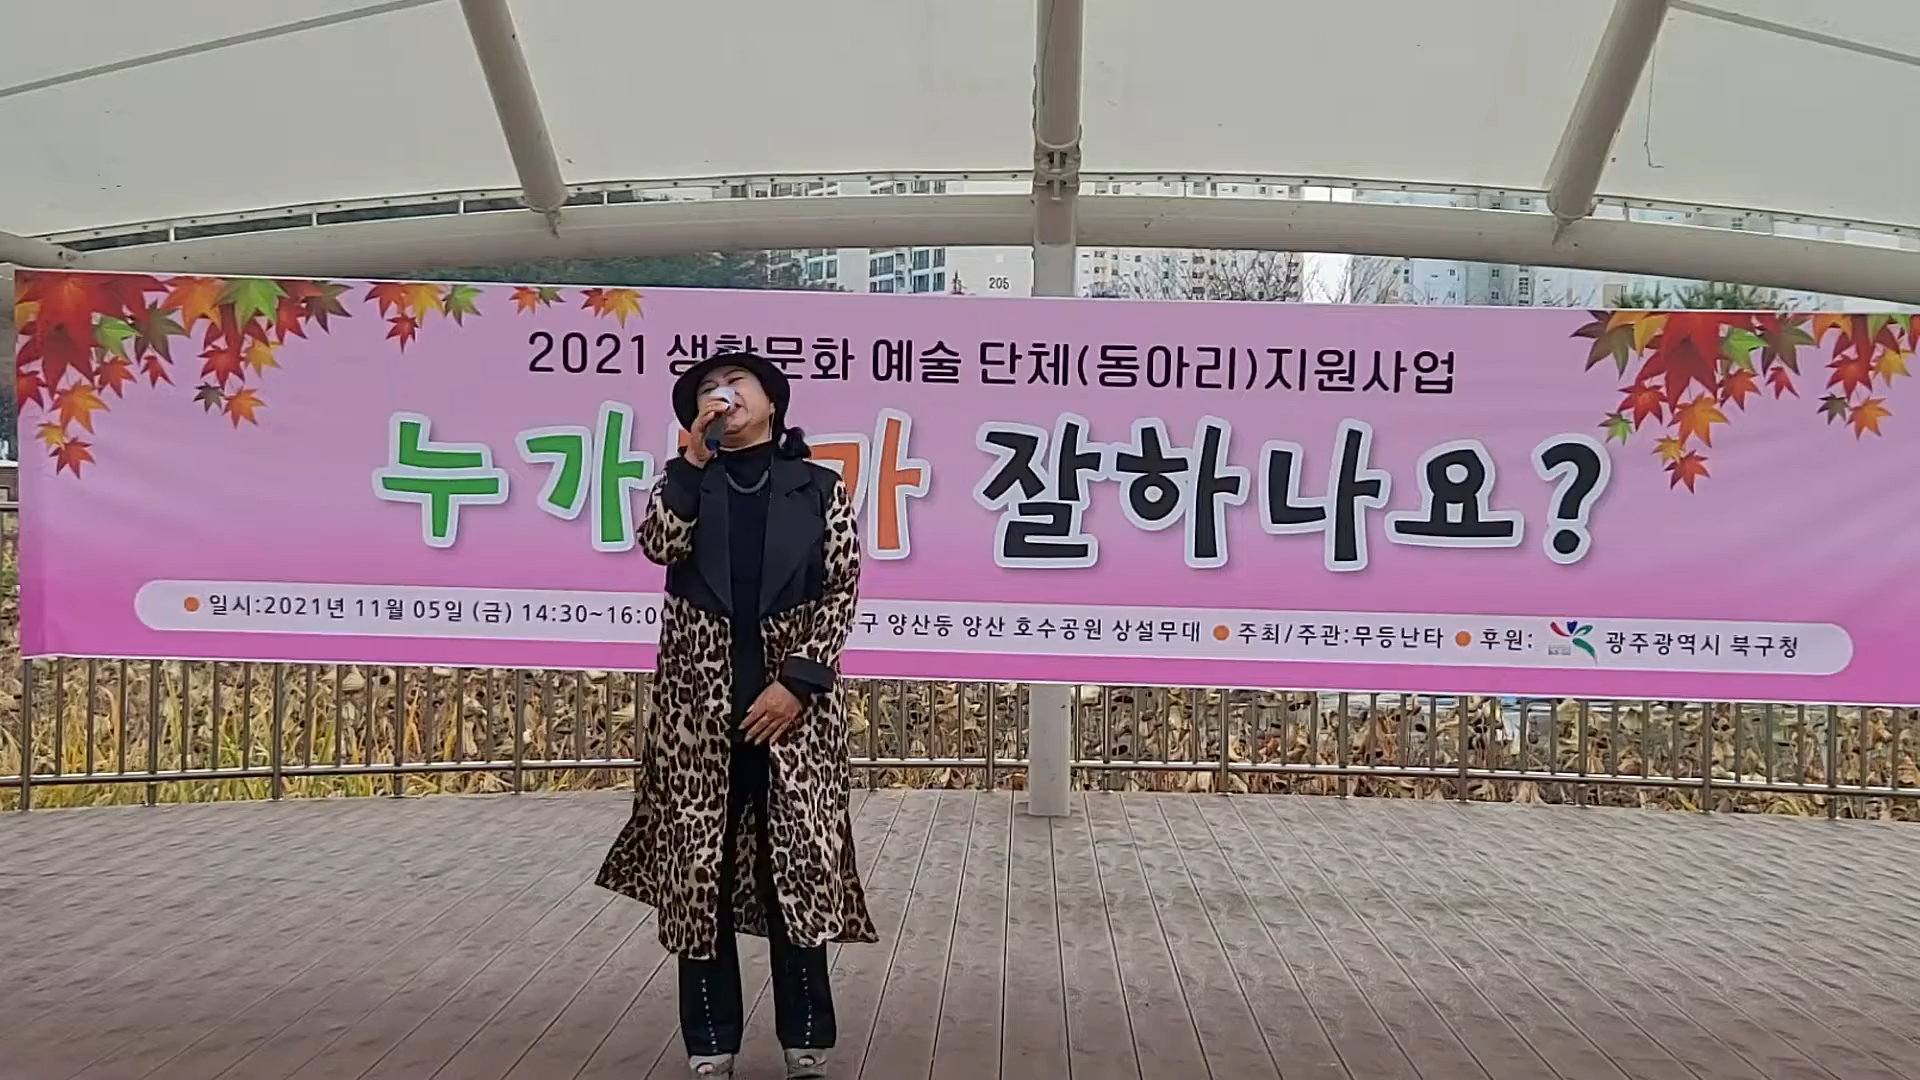 205
2021 생활문화 예술 단체(동아리)지원사업
누가 가 잘하나요?
일시:2021년 11월 05일 (금) 14:30~16:0 구 양산동 양산 호수공원 상설무대 주최/주관:무등난타 후원: 광주광역시 북구청